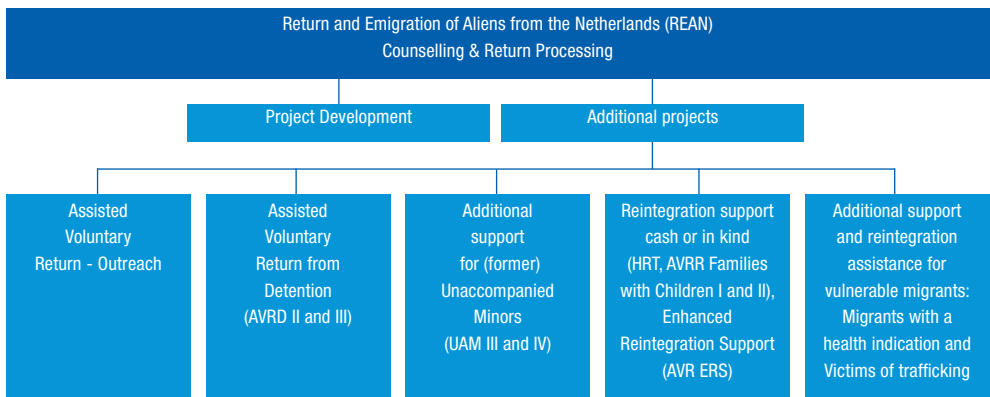 Return and Emigration of Aliens from the Netherlands (REAN)
Counselling & Return Processing
Project Development
Additional projects
Assisted
Voluntary
Return - Outreach
Assisted
Voluntary
Return from
Detention
(AVRD II and III)
Additional
support
for (former)
Unaccompanied
Minors
(UAM III and IV)
Reintegration support
cash or in kind
(HRT, AVRR Families
with Children I and II),
Enhanced
Reintegration Support
(AVR ERS)
Additional support
and reintegration
assistance for
vulnerable migrants:
Migrants with a
health indication and
Victims of trafficking